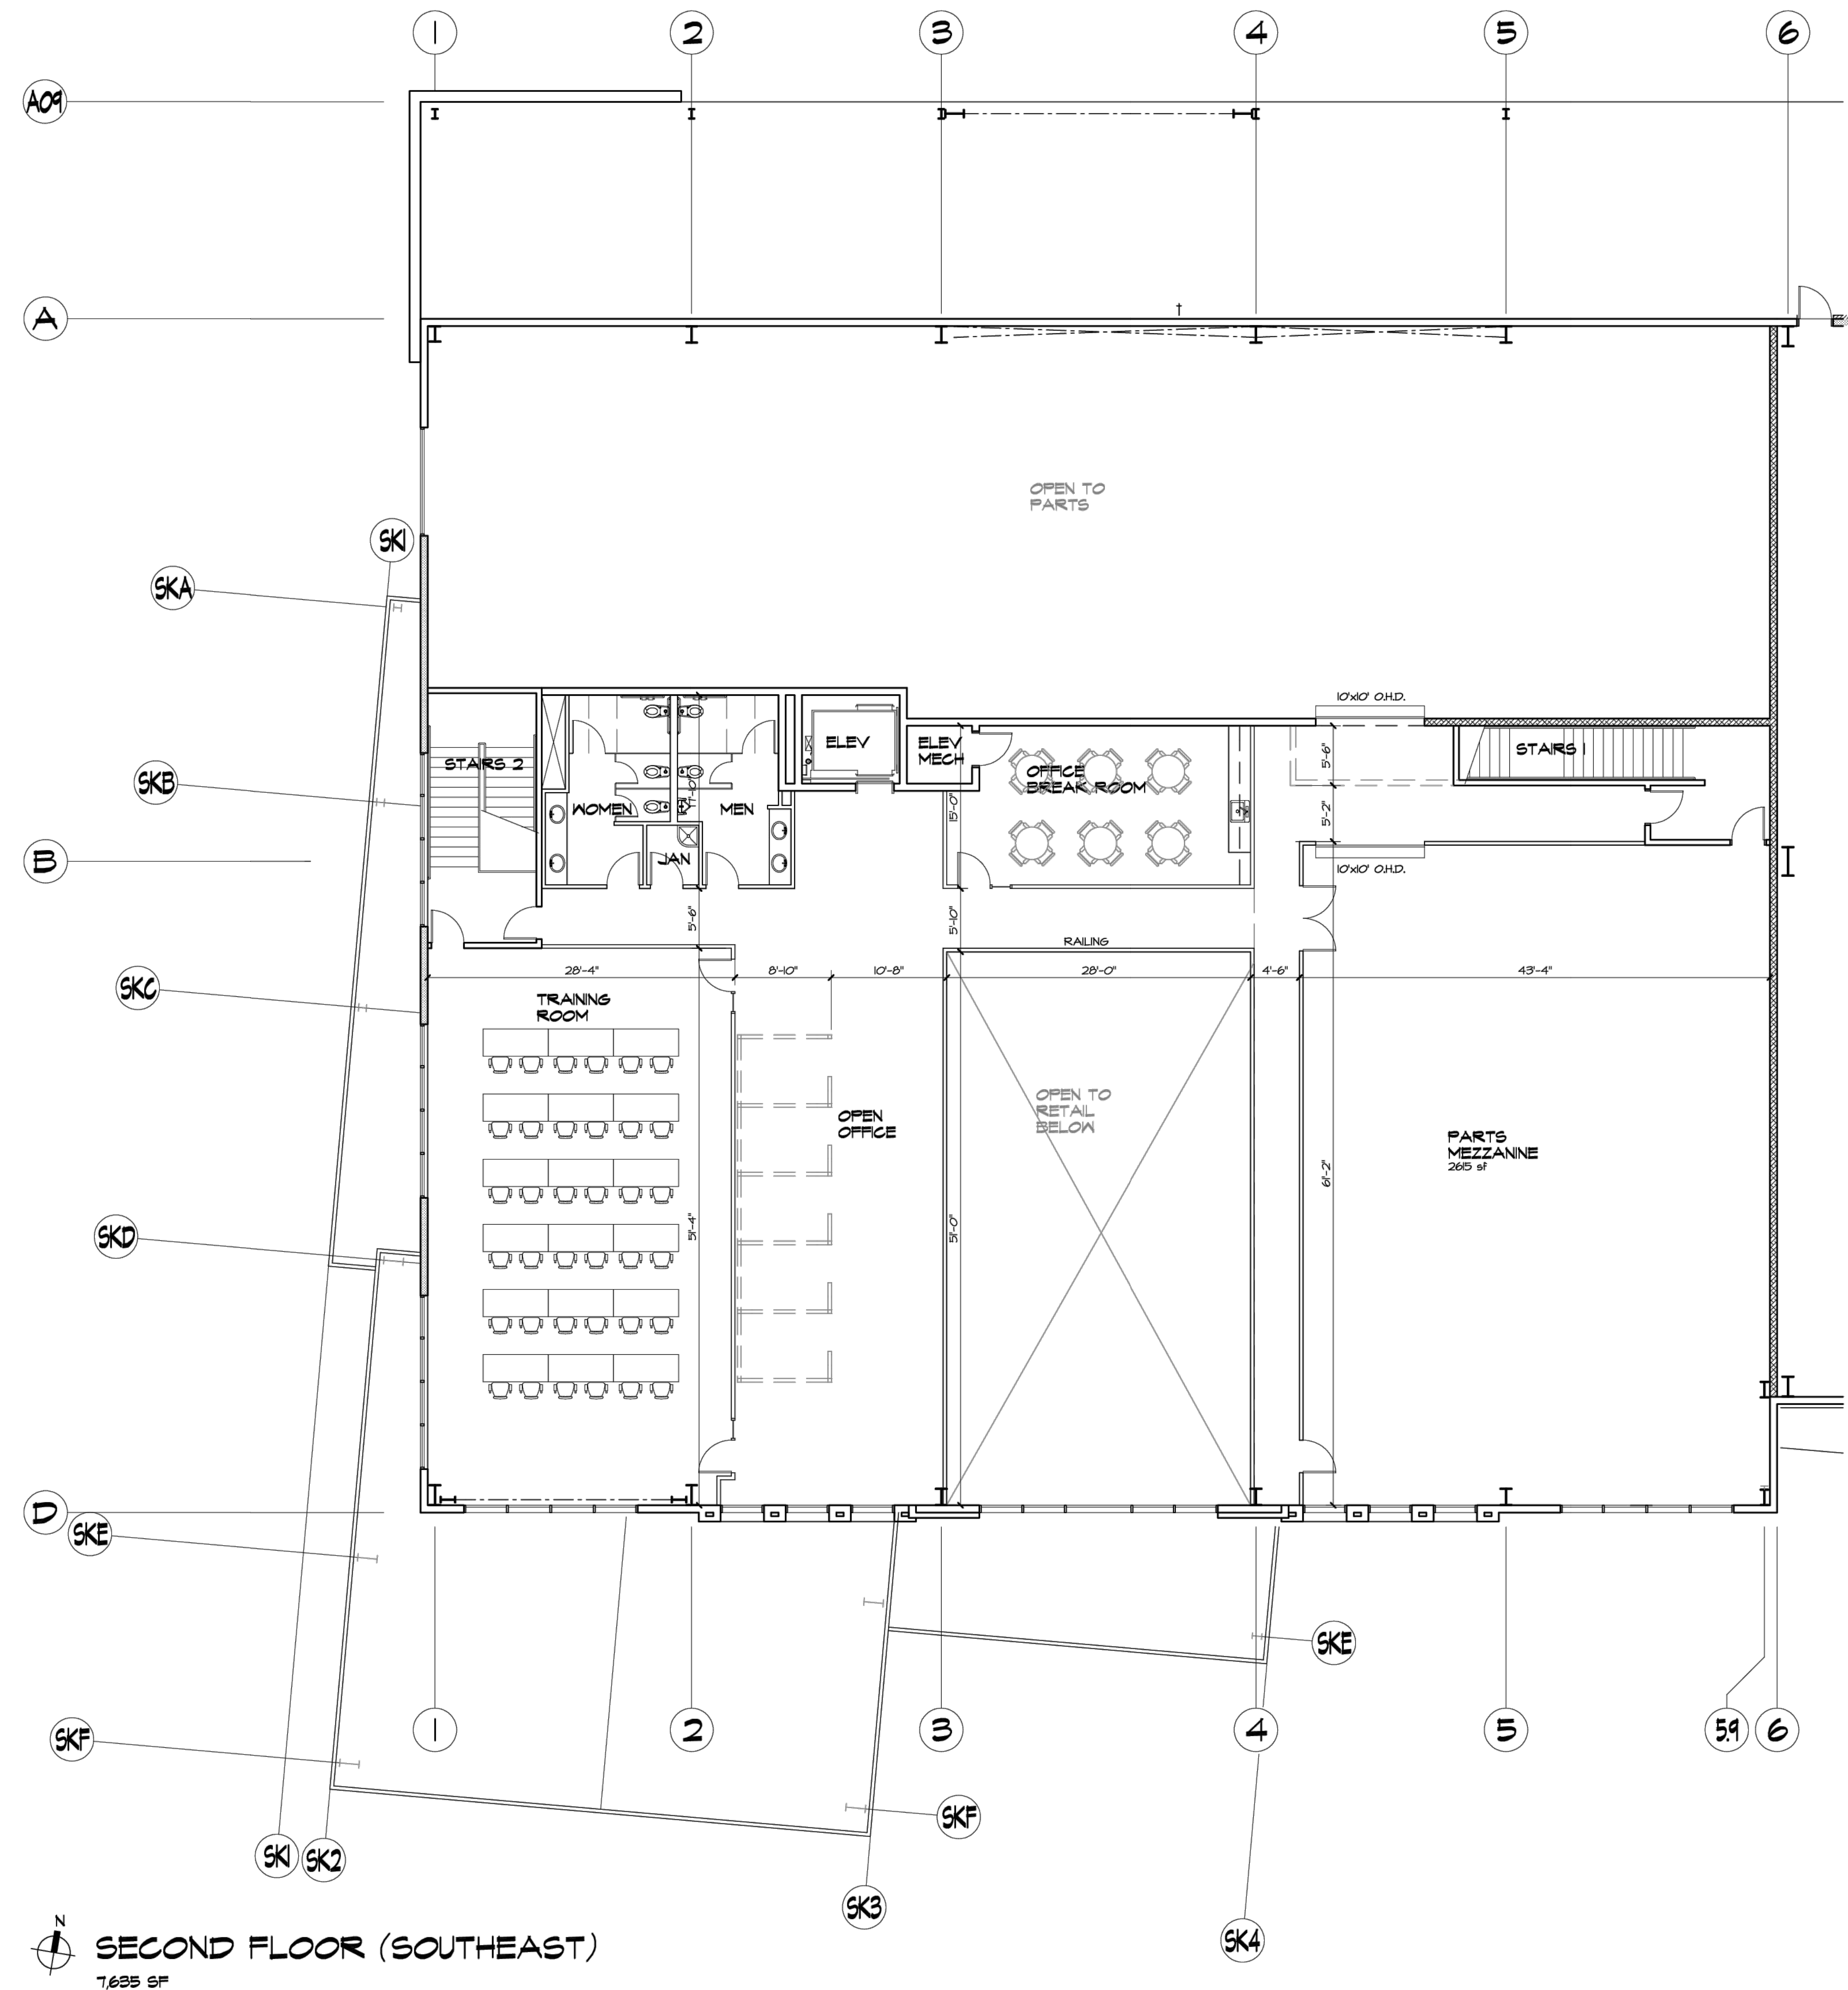 1 2 3 4 5 6
A09
A
OPEN TO
PARTS
SK1
SKA
10'x10' O.H.D.
SKB
STAIRS 2
ELEV
ELEV
MECH
OFFICE
BREAK ROOM
5'-6"
STAIRS 1
WOMEN
17'-10"
MEN
15'-0"
5'-2"
B
JAN
10'x10' O.H.D.
5'-6"
5'-10"
RAILING
SKC
28'-4" 8'-10" 10'-8" 28'-0" 4'-6" 43'-4"
TRAINING
ROOM
OPEN
OFFICE
OPEN TO
RETAIL
BELOW
PARTS
MEZZANINE
2615 sf
61'-2"
SKD
51'-4"
51'-0"
D
SKE
SKE
SKF
1 2 3 4 5 5.9 6
SKF
SK1 SK2
SK3
SK4
N
SECOND FLOOR (SOUTHEAST)
7,635 SF